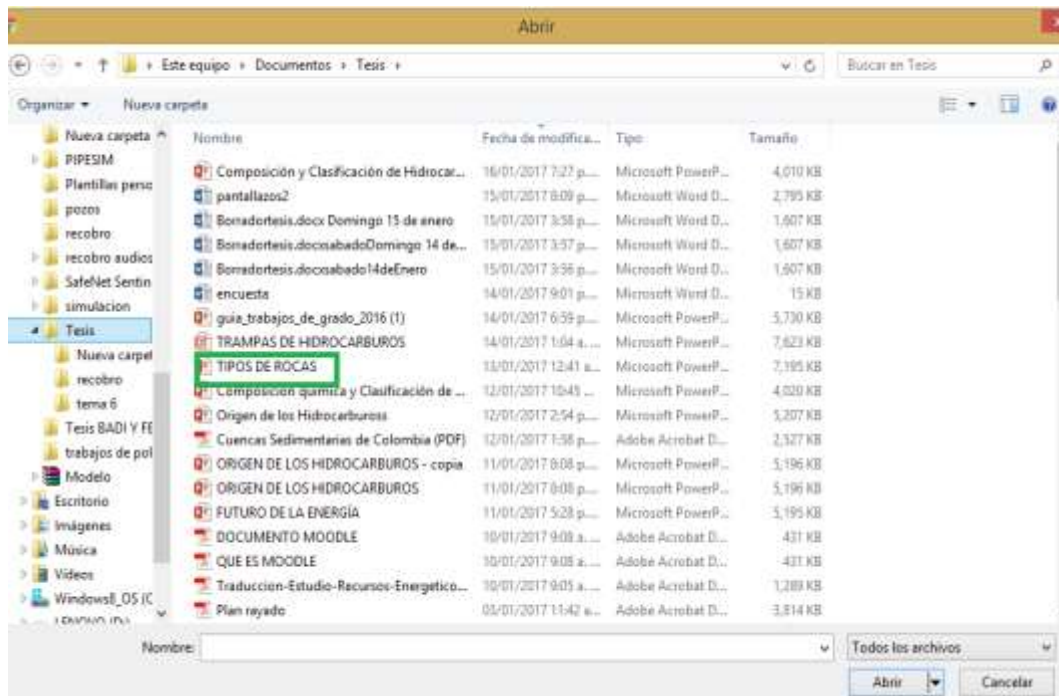 Abrir
Este equipo ▸ Documentos ▸ Tesis ▸
Buscar en Tesis
Organizar
Nueva carpeta
Nueva carpeta
PIPESIM
Plantillas perso
pozos
recobro
recobro audios
SafeNet Sentin
simulacion
Tesis
Nueva carpet
recobro
tema 6
Tesis BADI Y FE
trabajos de pol
Modelo
Escritorio
Imágenes
Música
Vídeos
Windows8_OS (C
LENOVO (D:)
Nombre Fecha de modifica... Tipo Tamaño
Composición y Clasificación de Hidrocar... 16/01/2017 7:27 p.... Microsoft PowerP... 4,010 KB
pantallazos2 15/01/2017 6:09 p.... Microsoft Word D... 2,795 KB
Borradortesis.docx Domingo 15 de enero 15/01/2017 3:58 p.... Microsoft Word D... 1,607 KB
Borradortesis.docxsabadoDomingo 14 de... 15/01/2017 3:57 p.... Microsoft Word D... 1,607 KB
Borradortesis.docxsabado14deEnero 15/01/2017 3:56 p.... Microsoft Word D... 1,607 KB
encuesta 14/01/2017 9:01 p.... Microsoft Word D... 15 KB
guia_trabajos_de_grado_2016 (1) 14/01/2017 6:59 p.... Microsoft PowerP... 5,730 KB
TRAMPAS DE HIDROCARBUROS 14/01/2017 1:04 a.... Microsoft PowerP... 7,623 KB
TIPOS DE ROCAS 13/01/2017 12:41 a... Microsoft PowerP... 7,195 KB
Composición química y Clasificación de ... 12/01/2017 10:45 ... Microsoft PowerP... 4,020 KB
Origen de los Hidrocarbuross 12/01/2017 2:54 p.... Microsoft PowerP... 5,207 KB
Cuencas Sedimentarias de Colombia (PDF) 12/01/2017 1:58 p.... Adobe Acrobat D... 2,527 KB
ORIGEN DE LOS HIDROCARBUROS - copia 11/01/2017 8:08 p.... Microsoft PowerP... 5,196 KB
ORIGEN DE LOS HIDROCARBUROS 11/01/2017 8:08 p.... Microsoft PowerP... 5,196 KB
FUTURO DE LA ENERGÍA 11/01/2017 5:28 p.... Microsoft PowerP... 5,195 KB
DOCUMENTO MOODLE 10/01/2017 9:08 a.... Adobe Acrobat D... 431 KB
QUE ES MOODLE 10/01/2017 9:08 a.... Adobe Acrobat D... 431 KB
Traduccion-Estudio-Recursos-Energetico... 10/01/2017 9:05 a.... Adobe Acrobat D... 1,289 KB
Plan rayado 05/01/2017 11:42 a... Adobe Acrobat D... 3,814 KB
Nombre:
Todos los archivos
Abrir
Cancelar